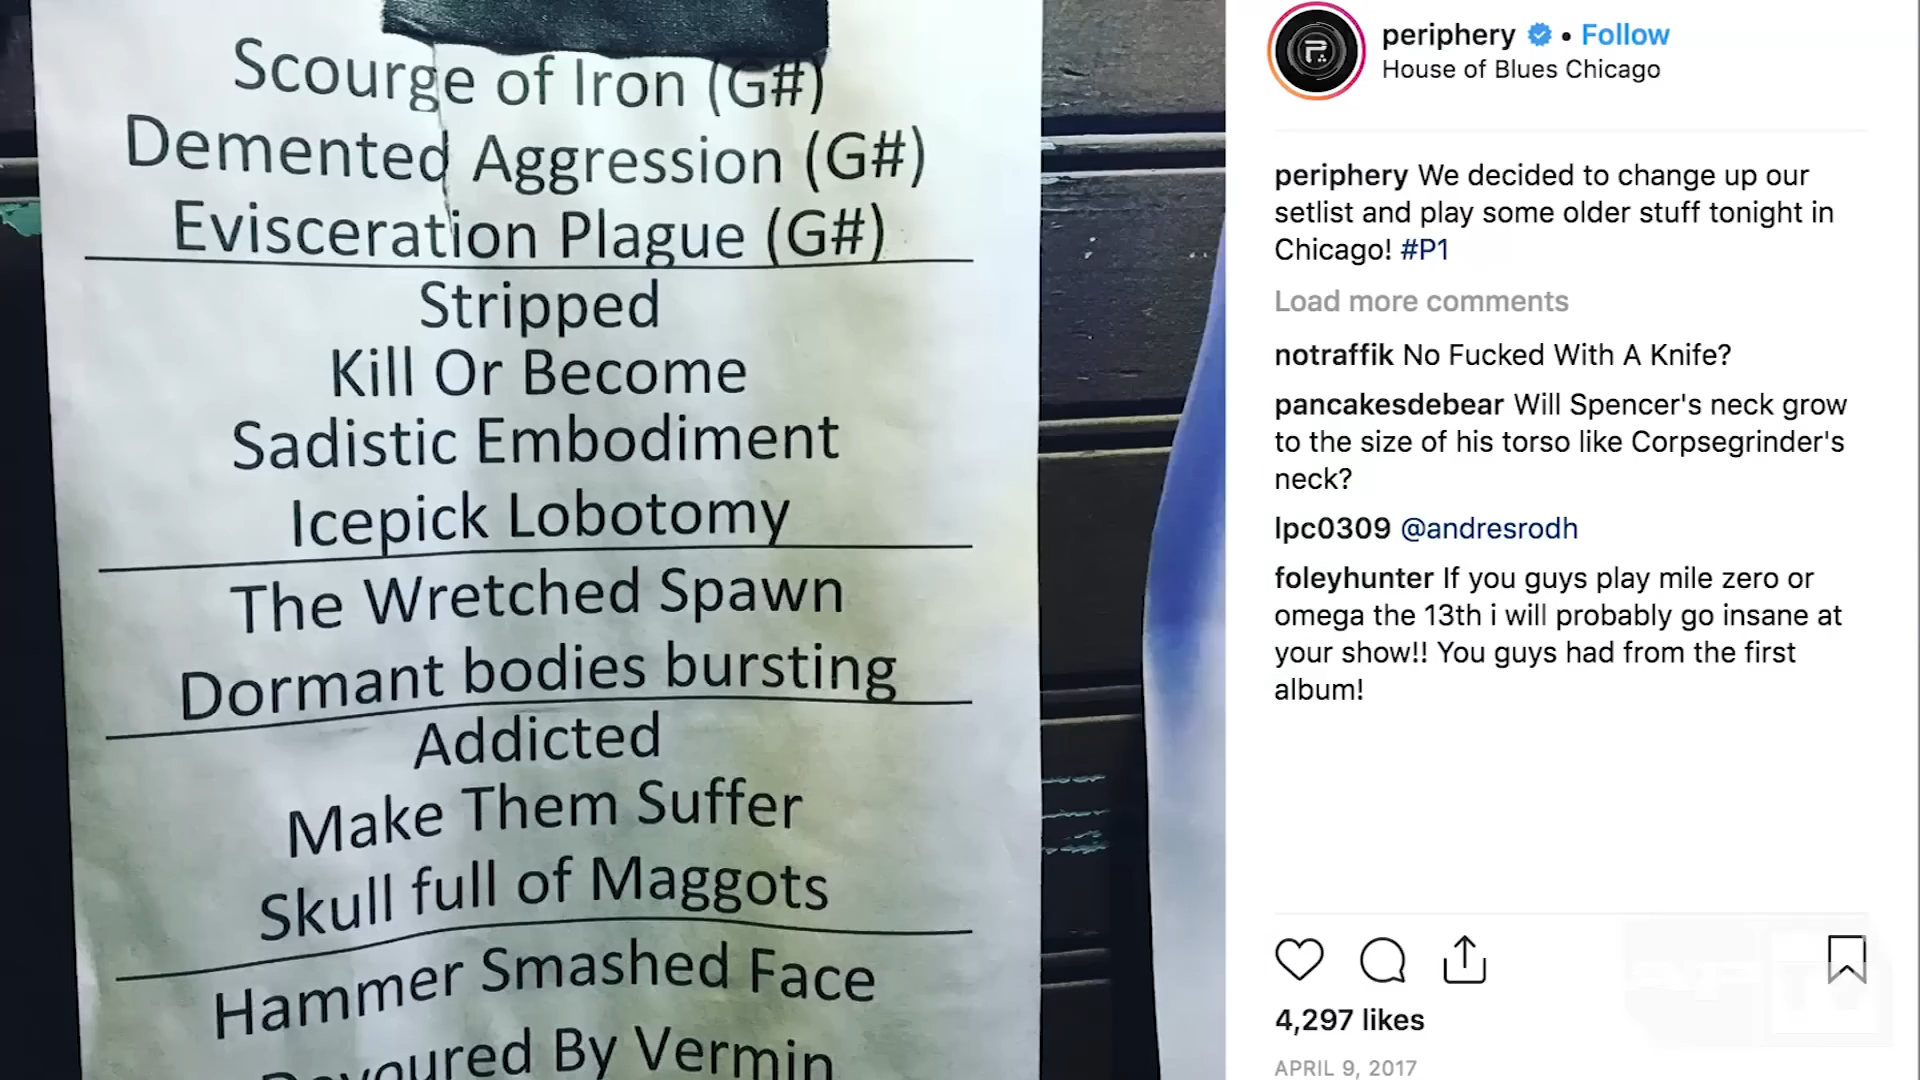 Scourge of Iron (G#)
Demented Aggression (G#)
Evisceration Plague (G#)
Stripped
Kill Or Become
Sadistic Embodiment
Icepick Lobotomy
The Wretched Spawn
Dormant bodies bursting
Addicted
Make Them Suffer
Skull full of Maggots
Hammer Smashed Face
Devoured By Vermin
periphery • Follow
House of Blues Chicago
periphery We decided to change up our
setlist and play some older stuff tonight in
Chicago! #P1
Load more comments
notraffik No Fucked With A Knife?
pancakesdebear Will Spencer's neck grow
to the size of his torso like Corpsegrinder's
neck?
lpc0309 @andresrodh
foleyhunter If you guys play mile zero or
omega the 13th i will probably go insane at
your show!! You guys had from the first
album!
4,297 likes
APRIL 9, 2017